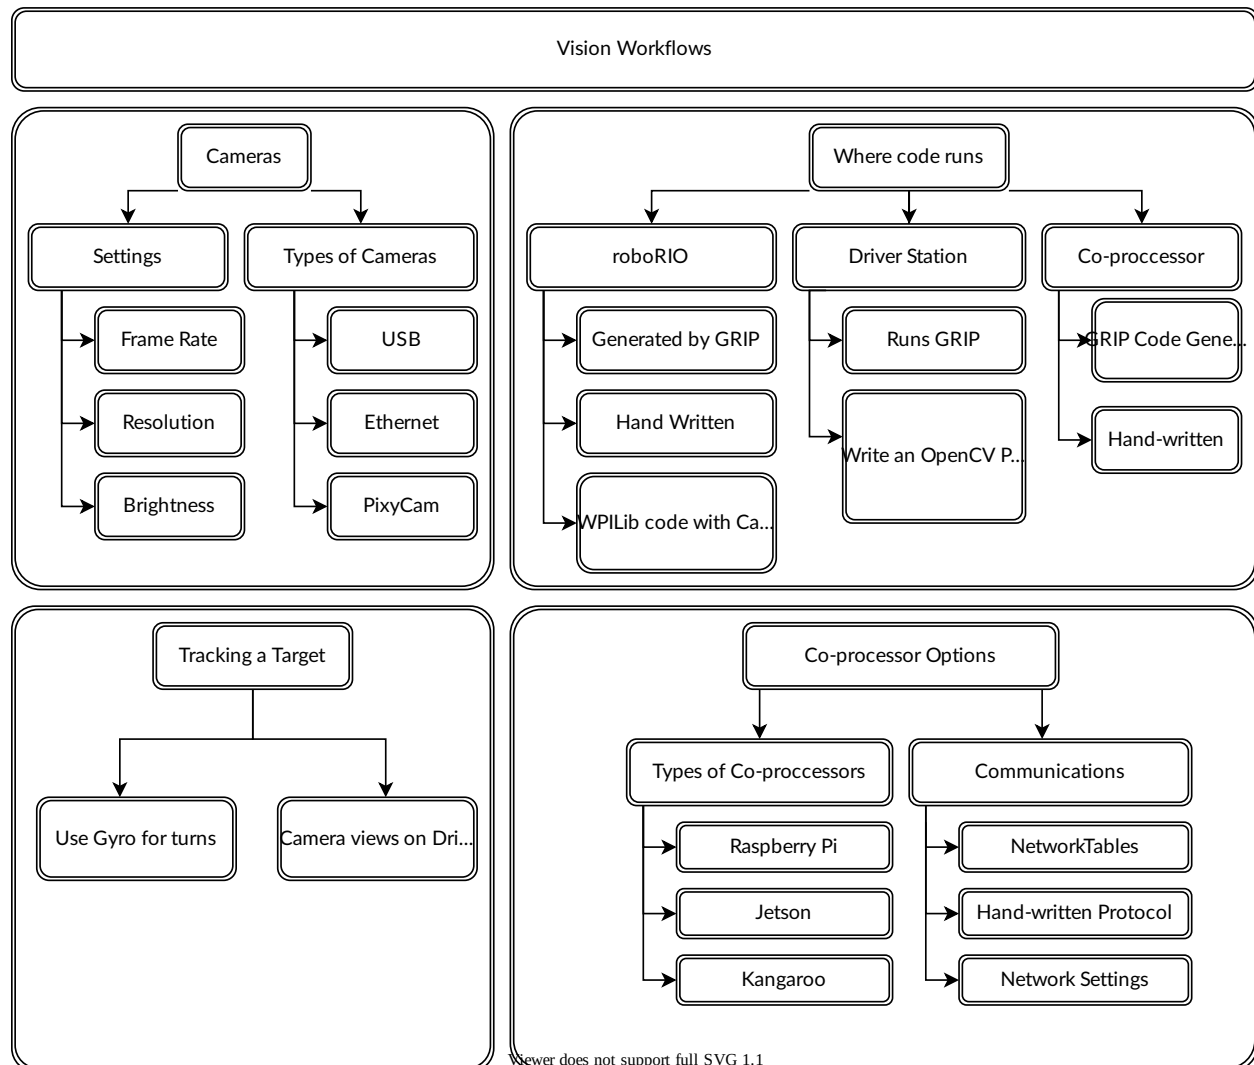 Vision Workflows
Cameras
Settings
Types of Cameras
Frame Rate
USB
Resolution
Ethernet
Brightness
PixyCam
Where code runs
roboRIO
Driver Station
Co-proccessor
Generated by GRIP
Runs GRIP
GRIP Code Gene...
Hand Written
Write an OpenCV P...
Hand-written
WPILib code with Ca...
Tracking a Target
Use Gyro for turns
Camera views on Dri...
Co-processor Options
Types of Co-proccessors
Communications
Raspberry Pi
NetworkTables
Jetson
Hand-written Protocol
Kangaroo
Network Settings
Viewer does not support full SVG 1.1